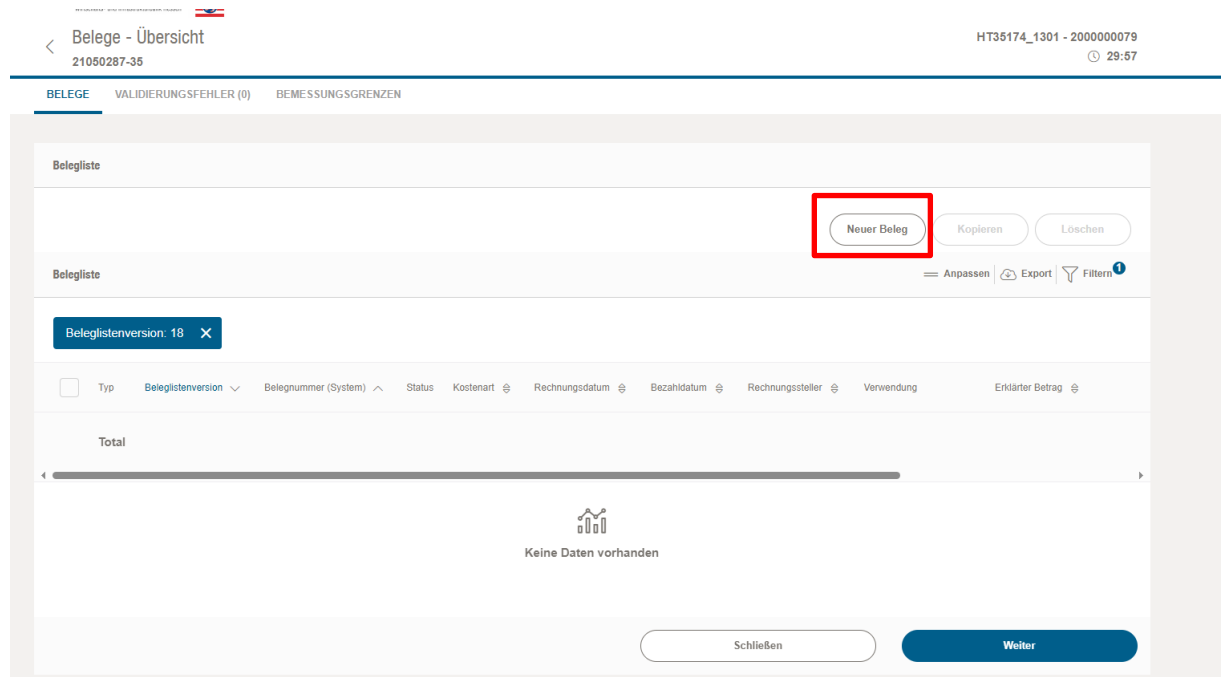 Belege - Übersicht
HT35174_1301 - 2000000079
21050287-35
29:57
BELEGE VALIDIERUNGSFEHLER (0) BEMESSUNGSGRENZEN
Belegliste
Neuer Beleg Kopieren Löschen
Belegliste
Anpassen Export Filtern 1
Beleglistenversion: 18
Typ Beleglistenversion Belegnummer (System) Status Kostenart Rechnungsdatum Bezahldatum Rechnungssteller Verwendung Erklärter Betrag
Total
Keine Daten vorhanden
Schließen Weiter